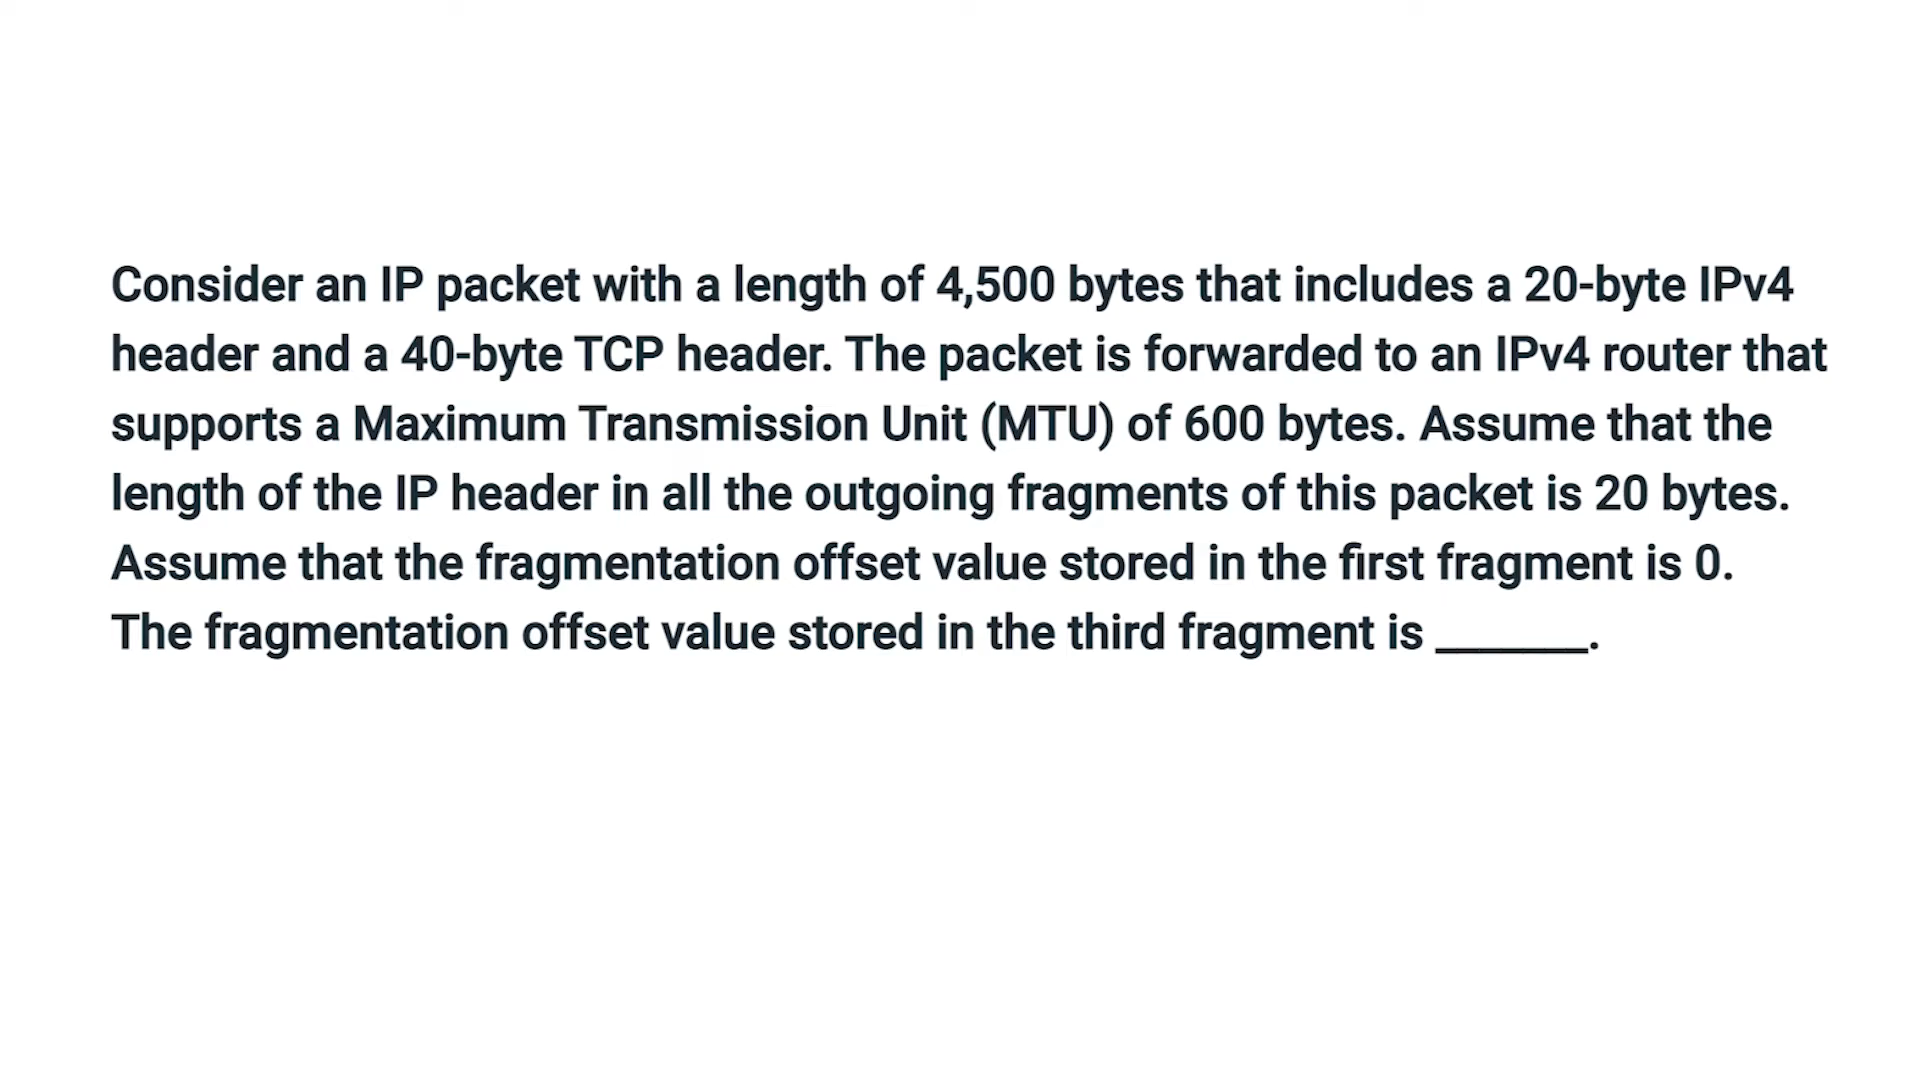 Consider an IP packet with a length of 4,500 bytes that includes a 20-byte IPv4
header and a 40-byte TCP header. The packet is forwarded to an IPv4 router that
supports a Maximum Transmission Unit (MTU) of 600 bytes. Assume that the
length of the IP header in all the outgoing fragments of this packet is 20 bytes.
Assume that the fragmentation offset value stored in the first fragment is 0.
The fragmentation offset value stored in the third fragment is _______.